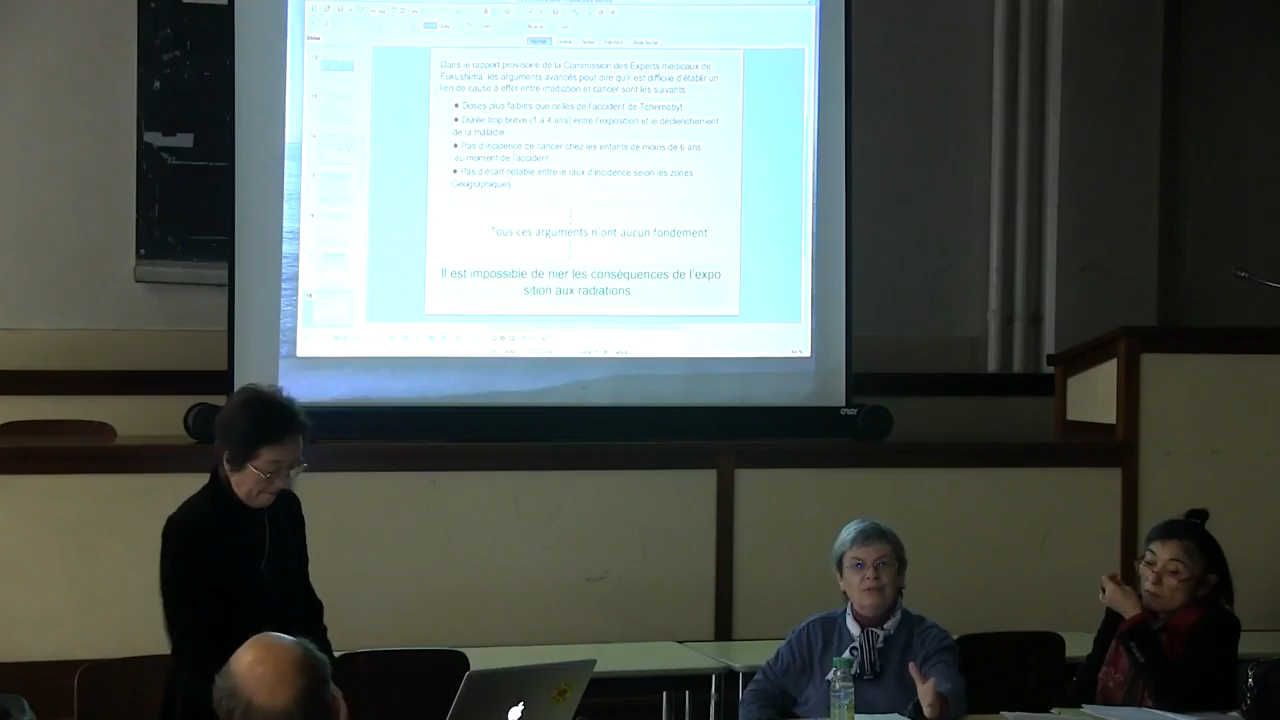 Dans le rapport provisoire de la Commission des Experts médicaux de
Fukushima, les arguments avancés pour dire qu'il est difficile d'établir un
lien de cause à effet entre irradiation et cancer sont les suivants
● Doses plus faibles que celles de l'accident de Tchernobyl
● Durée trop brève (1 à 4 ans) entre l'exposition et le déclenchement
de la maladie
● Pas d'incidence de cancer chez les enfants de moins de 6 ans
au moment de l'accident
● Pas d'écart notable entre le taux d'incidence selon les zones
Géographiques.
Tous ces arguments n'ont aucun fondement
Il est impossible de nier les conséquences de l'expo
sition aux radiations